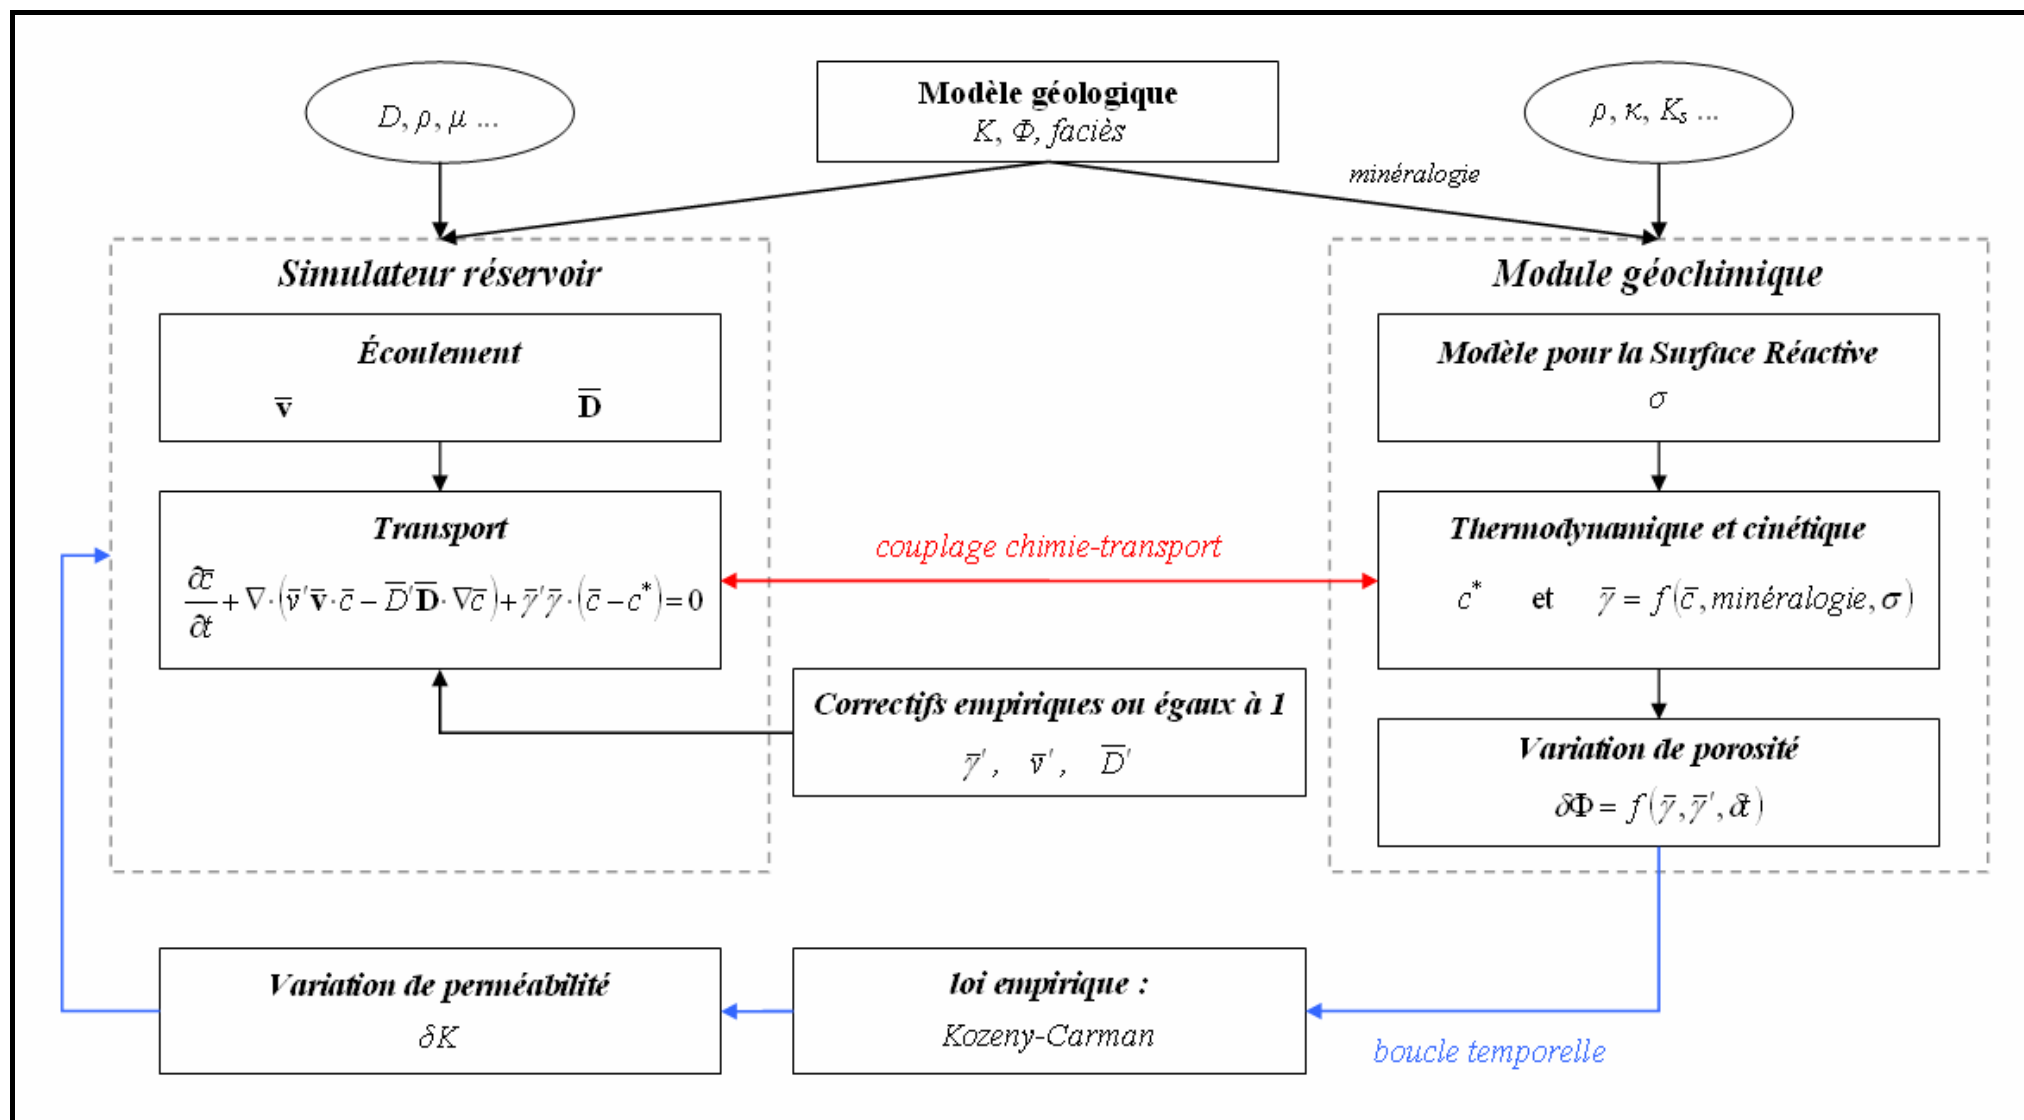 D, ρ, μ ...
Modèle géologique
K, Φ, faciès
ρ, κ, Kₛ ...
minéralogie
Simulateur réservoir
Écoulement
v̅ D̅
Transport
∂c̅/∂t + ∇·(v̅′v̅·c̅ − D̅′D̅·∇c̅) + γ̅′γ̅·(c̅ − c*) = 0
couplage chimie-transport
Correctifs empiriques ou égaux à 1
γ̅′, v̅′, D̅′
Module géochimique
Modèle pour la Surface Réactive
σ
Thermodynamique et cinétique
c* et γ̅ = f(c̅, minéralogie, σ)
Variation de porosité
δΦ = f(γ̅, γ̅′, δt)
Variation de perméabilité
δK
loi empirique :
Kozeny-Carman
boucle temporelle